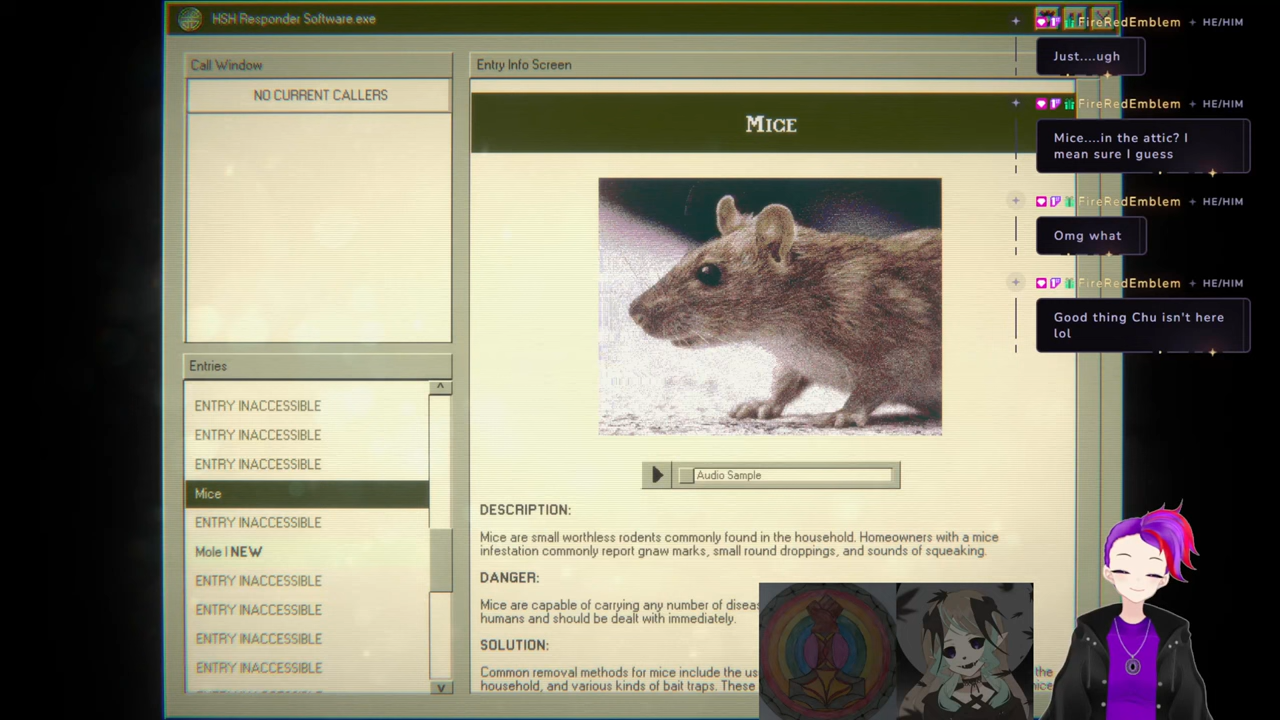 HSH Responder Software.exe
Call Window
NO CURRENT CALLERS
Entries
ENTRY INACCESSIBLE
ENTRY INACCESSIBLE
ENTRY INACCESSIBLE
Mice
ENTRY INACCESSIBLE
Mole | NEW
ENTRY INACCESSIBLE
ENTRY INACCESSIBLE
ENTRY INACCESSIBLE
ENTRY INACCESSIBLE
Entry Info Screen
MICE
Audio Sample
DESCRIPTION:
Mice are small worthless rodents commonly found in the household. Homeowners with a mice
infestation commonly report gnaw marks, small round droppings, and sounds of squeaking.
DANGER:
Mice are capable of carrying any number of
humans and should be dealt with immediately.
SOLUTION:
Common removal methods for mice include the
the
household, and various kinds of bait traps. These
FireRedEmblem HE/HIM
Just....ugh
FireRedEmblem HE/HIM
Mice....in the attic? I
mean sure I guess
FireRedEmblem HE/HIM
Omg what
FireRedEmblem HE/HIM
Good thing Chu isn't here
lol